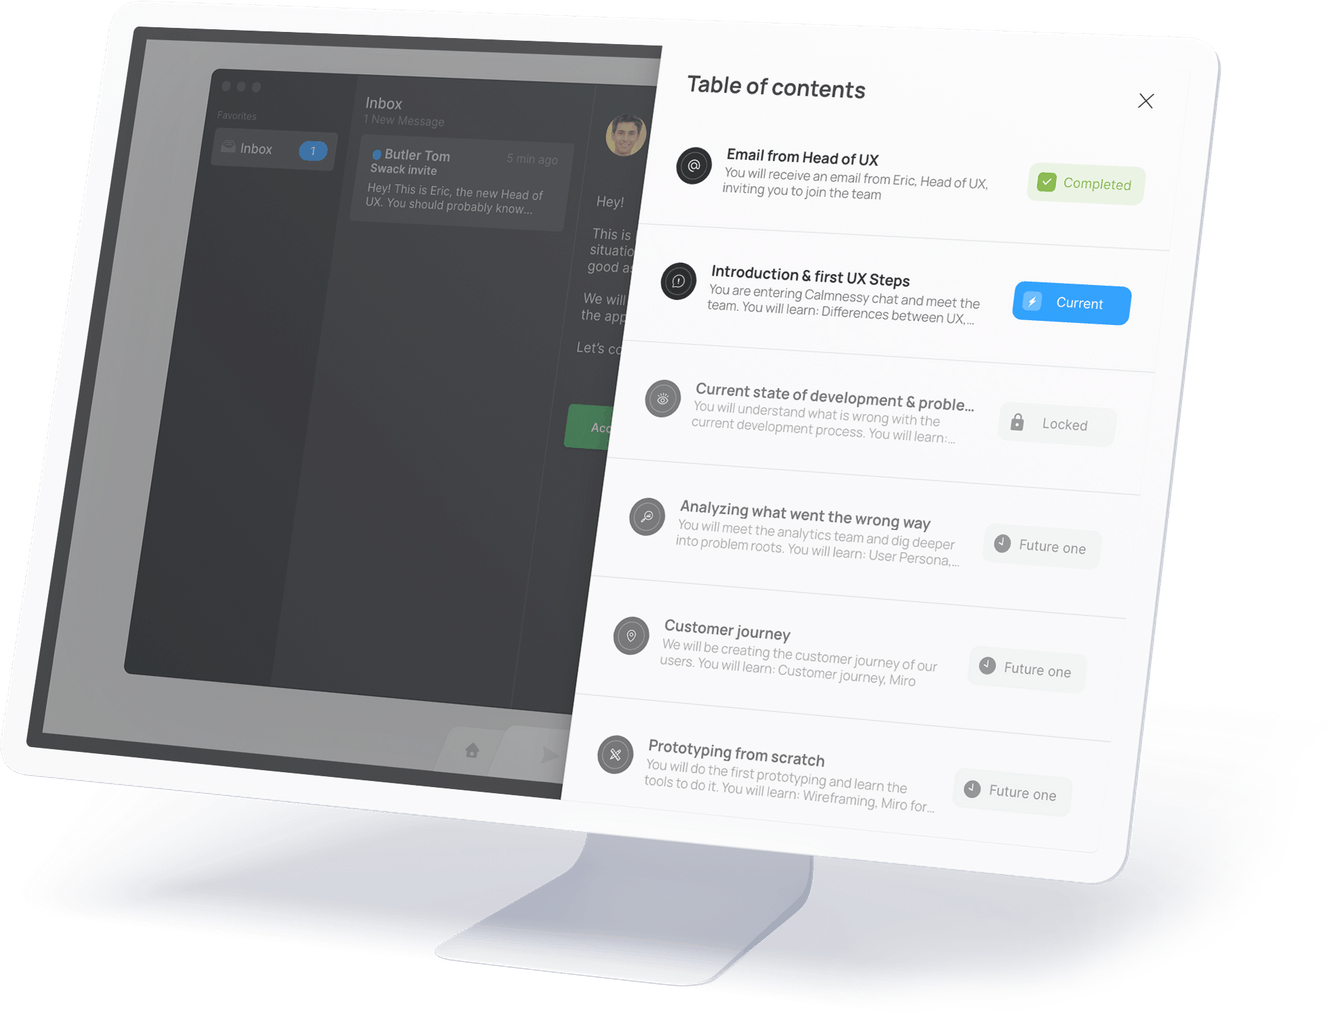 Favorites
Inbox
1
Inbox
1 New Message
Butler Tom
5 min ago
Swack invite
Hey! This is Eric, the new Head of
UX. You should probably know...
Hey!
This is
situatio
good as
We will
the app
Let's co
Acc
Table of contents
Email from Head of UX
You will receive an email from Eric, Head of UX,
inviting you to join the team
Completed
Introduction & first UX Steps
You are entering Calmnessy chat and meet the
team. You will learn: Differences between UX,...
Current
Current state of development & proble...
You will understand what is wrong with the
current development process. You will learn:...
Locked
Analyzing what went the wrong way
You will meet the analytics team and dig deeper
into problem roots. You will learn: User Persona,...
Future one
Customer journey
We will be creating the customer journey of our
users. You will learn: Customer journey, Miro
Future one
Prototyping from scratch
You will do the first prototyping and learn the
tools to do it. You will learn: Wireframing, Miro for...
Future one